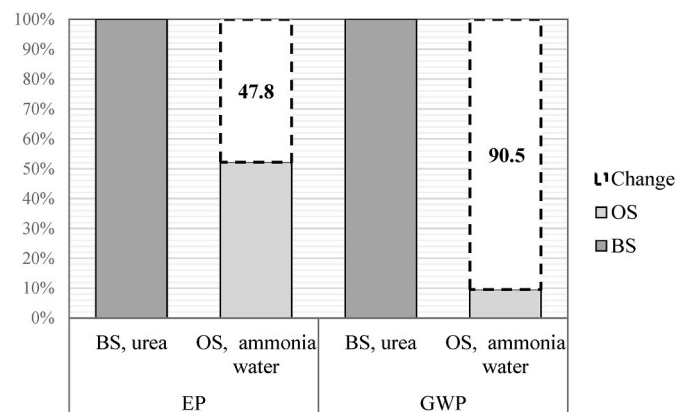 100%
90%
80%
70%
60%
50%
40%
30%
20%
10%
0%
47.8
90.5
Change
OS
BS
BS, urea
OS, ammonia
water
BS, urea
OS, ammonia
water
EP
GWP